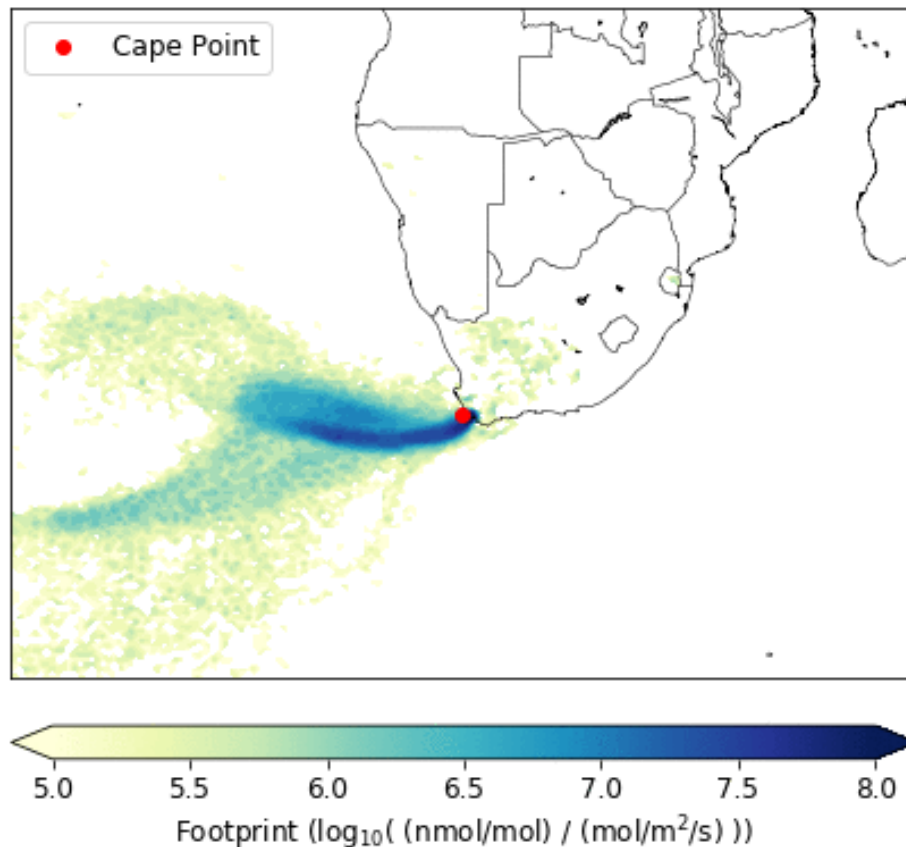 Cape Point
5.0 5.5 6.0 6.5 7.0 7.5 8.0
Footprint (log₁₀( (nmol/mol) / (mol/m²/s) ))